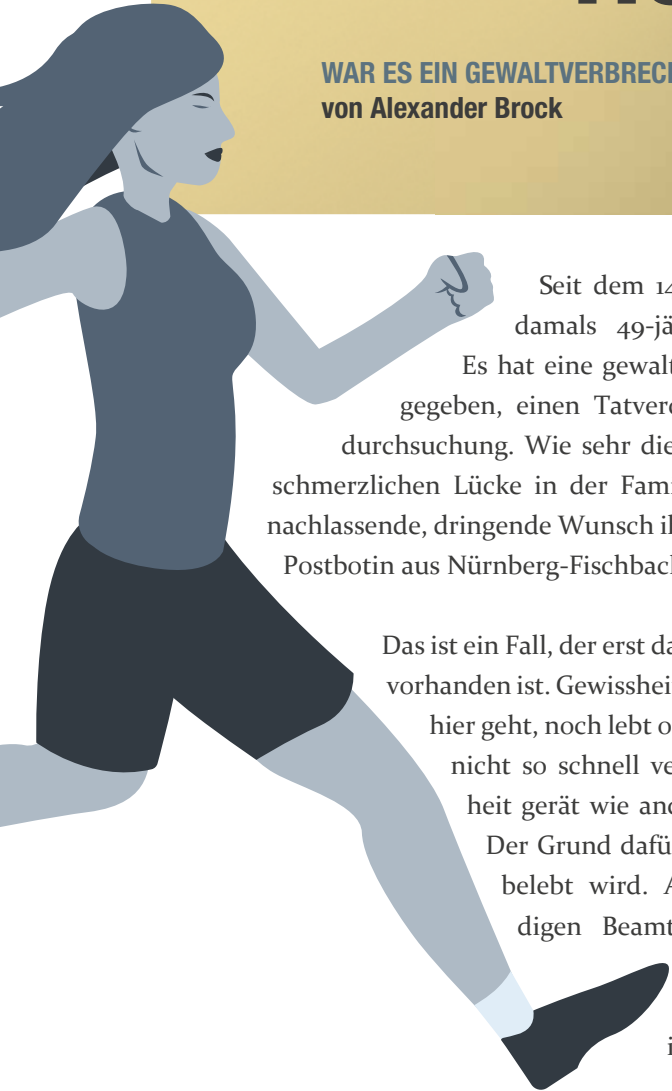 WAR ES EIN GEWALTVERBREC
von Alexander Brock
Seit dem 14
damals 49-jä
Es hat eine gewalt
gegeben, einen Tatver
durchsuchung. Wie sehr die
schmerzlichen Lücke in der Fam
nachlassende, dringende Wunsch i
Postbotin aus Nürnberg-Fischbac
Das ist ein Fall, der erst da
vorhanden ist. Gewisshei
hier geht, noch lebt o
nicht so schnell ve
heit gerät wie an
Der Grund dafü
belebt wird. A
digen Beamt
i